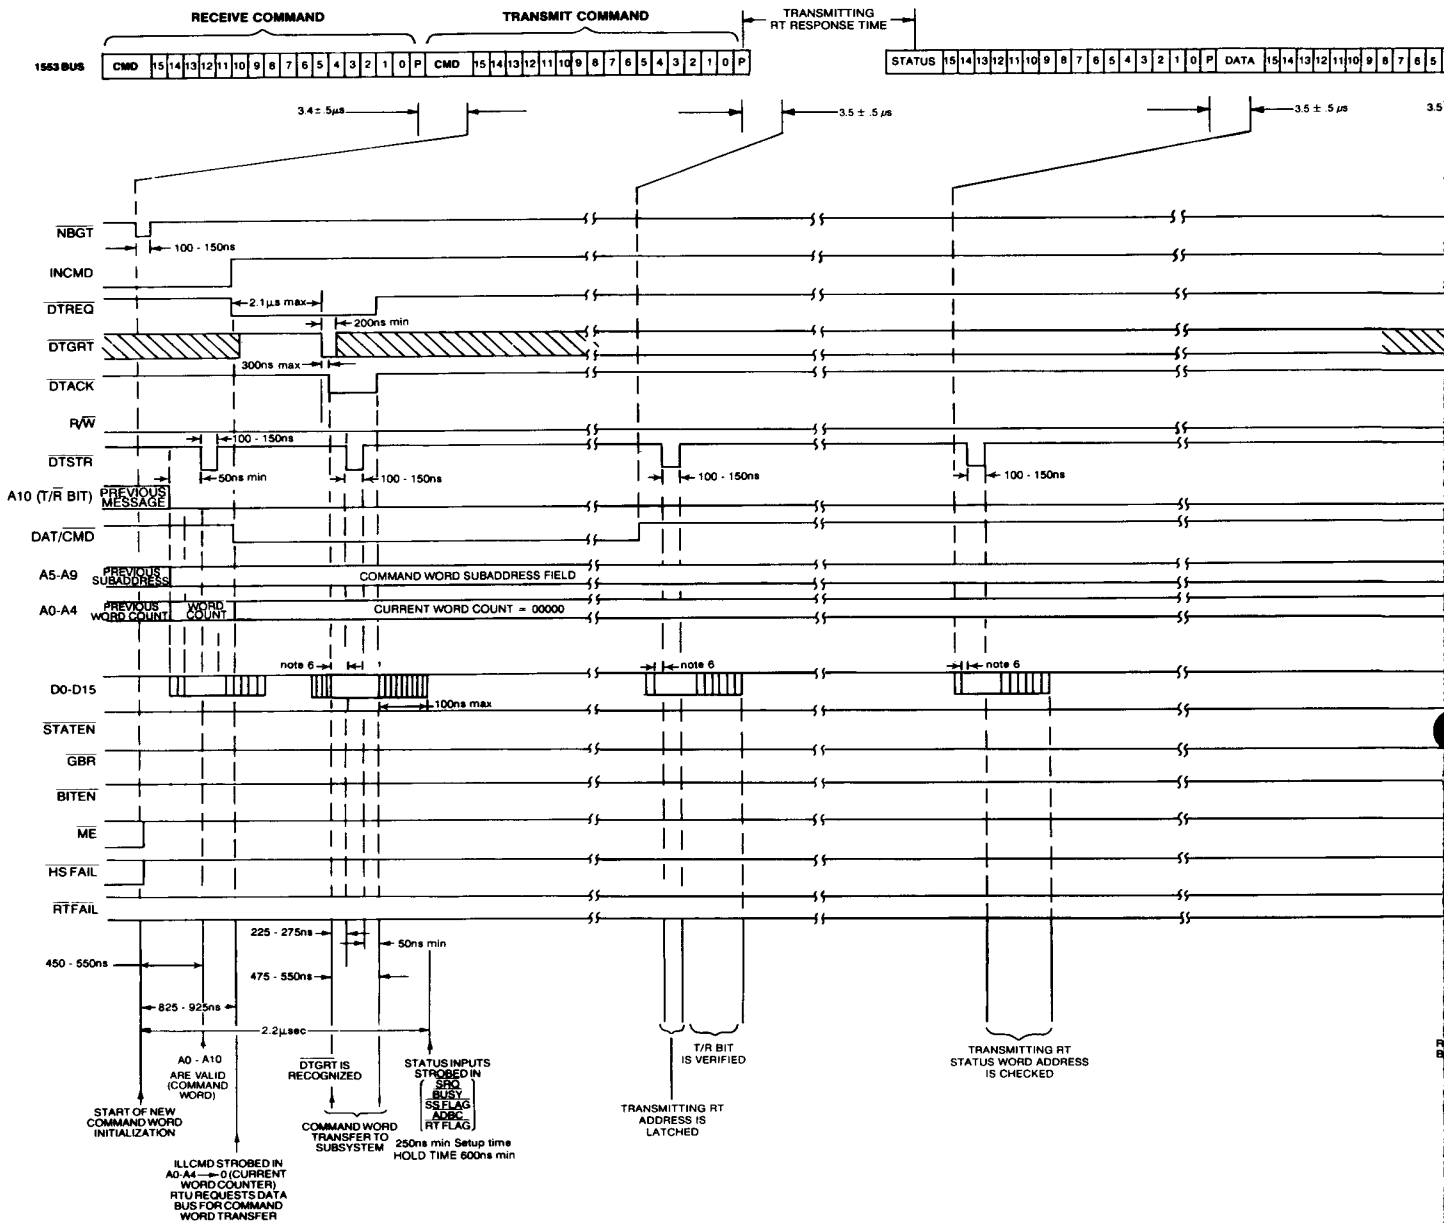 RECEIVE COMMAND
TRANSMIT COMMAND
TRANSMITTING
RT RESPONSE TIME
1553 BUS
CMD 15 14 13 12 11 10 9 8 7 6 5 4 3 2 1 0 P CMD 15 14 13 12 11 10 9 8 7 6 5 4 3 2 1 0 P
STATUS 15 14 13 12 11 10 9 8 7 6 5 4 3 2 1 0 P DATA 15 14 13 12 11 10 9 8 7 6 5
3.4 ± .5µs
3.5 ± .5 µs
3.5 ± .5 µs
3.5
NBGT
100 - 150ns
INCMD
DTREQ
2.1µs max
200ns min
DTGRT
300ns max
DTACK
R/W
100 - 150ns
DTSTR
50ns min
100 - 150ns
100 - 150ns
100 - 150ns
A10 (T/R BIT)
PREVIOUS
MESSAGE
DAT/CMD
A5-A9
PREVIOUS
SUBADDRESS
COMMAND WORD SUBADDRESS FIELD
A0-A4
PREVIOUS
WORD COUNT
WORD
COUNT
CURRENT WORD COUNT = 00000
note 6
note 6
note 6
D0-D15
100ns max
STATEN
GBR
BITEN
ME
HS FAIL
RTFAIL
225 - 275ns
50ns min
450 - 550ns
475 - 550ns
825 - 925ns
2.2µsec
A0 - A10
ARE VALID
(COMMAND
WORD)
DTGRT IS
RECOGNIZED
STATUS INPUTS
STROBED IN
SRQ
BUSY
SS FLAG
ADBC
RT FLAG
250ns min Setup time
HOLD TIME 600ns min
T/R BIT
IS VERIFIED
TRANSMITTING RT
STATUS WORD ADDRESS
IS CHECKED
R
B
START OF NEW
COMMAND WORD
INITIALIZATION
COMMAND WORD
TRANSFER TO
SUBSYSTEM
TRANSMITTING RT
ADDRESS IS
LATCHED
ILLCMD STROBED IN
A0-A4 → 0 (CURRENT
WORD COUNTER)
RTU REQUESTS DATA
BUS FOR COMMAND
WORD TRANSFER